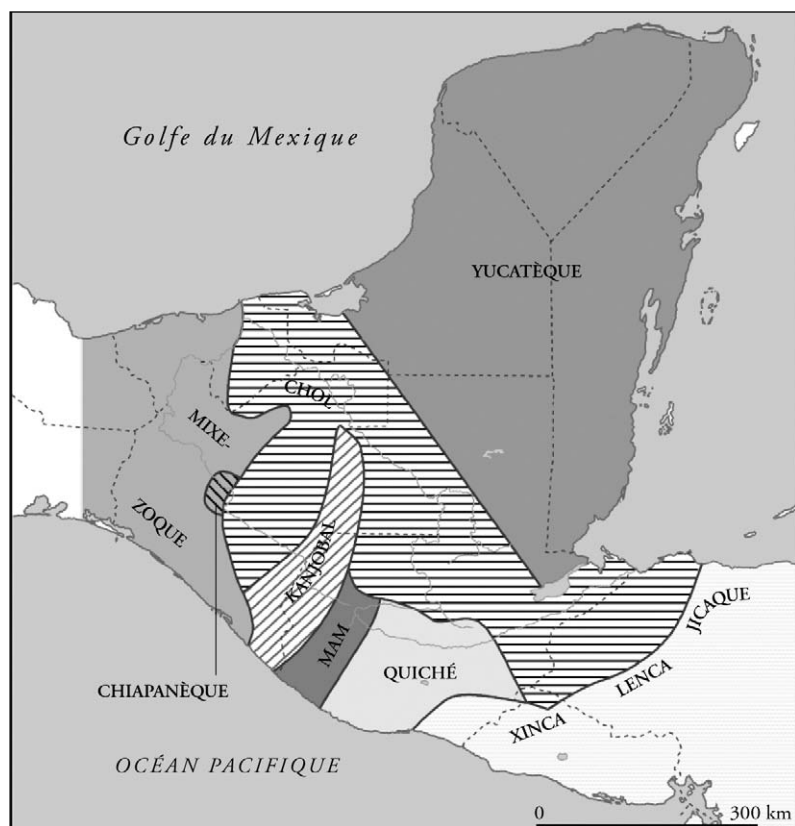 Golfe du Mexique
YUCATÈQUE
CHOL
MIXE-
ZOQUE
KANJOBAL
MAM
QUICHÉ
CHIAPANÈQUE
JICAQUE
LENCA
XINCA
OCÉAN PACIFIQUE
0 300 km